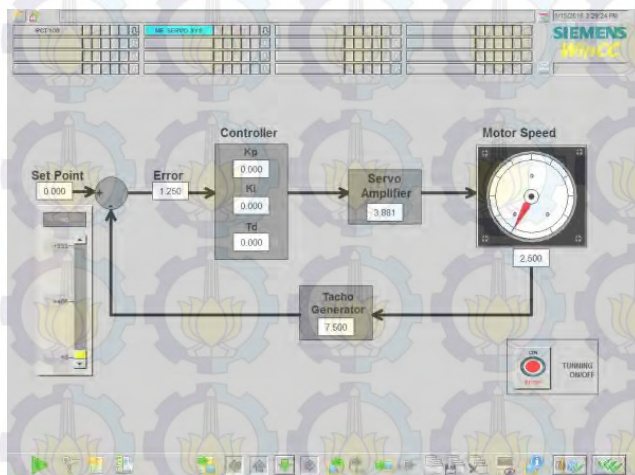 SIEMENS
WinCC
Controller
Motor Speed
Kp
0.000
Set Point
Error
Servo
Amplifier
0.000
+
1.250
Ki
0.000
3.881
-
Td
0.000
2.500
Tacho
Generator
7.500
ON
TUNNING
ON/OFF